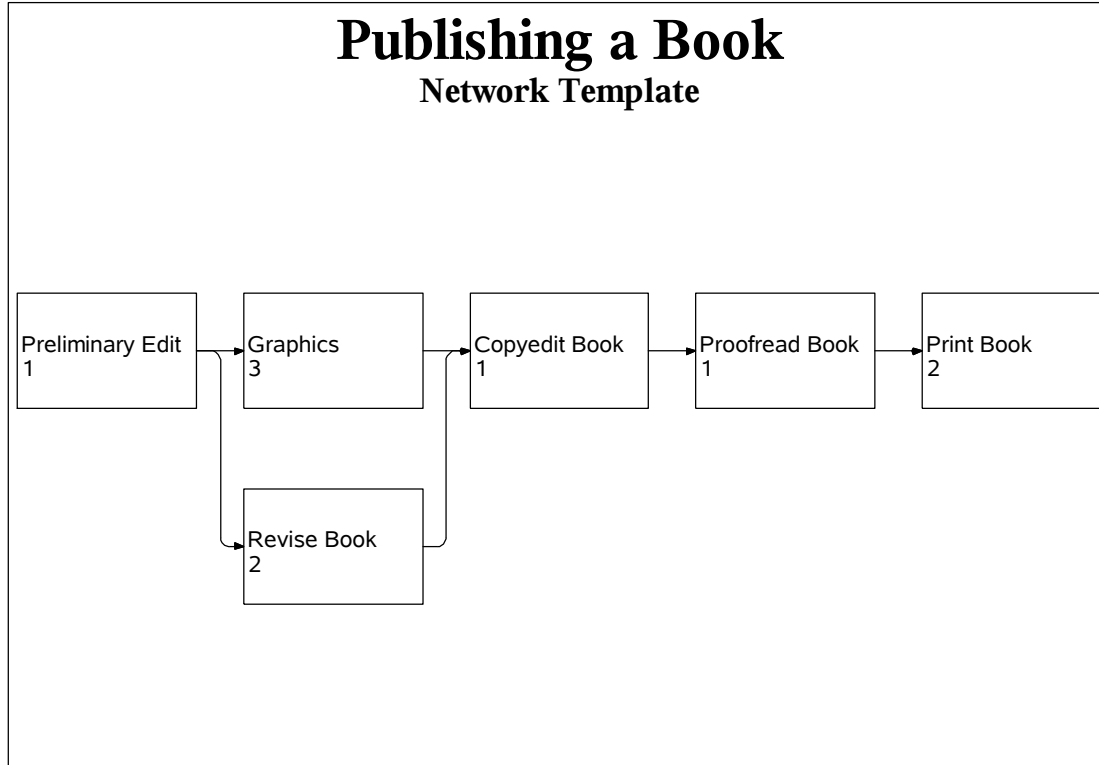 Publishing a Book
Network Template
Preliminary Edit
1
Graphics
3
Copyedit Book
1
Proofread Book
1
Print Book
2
Revise Book
2